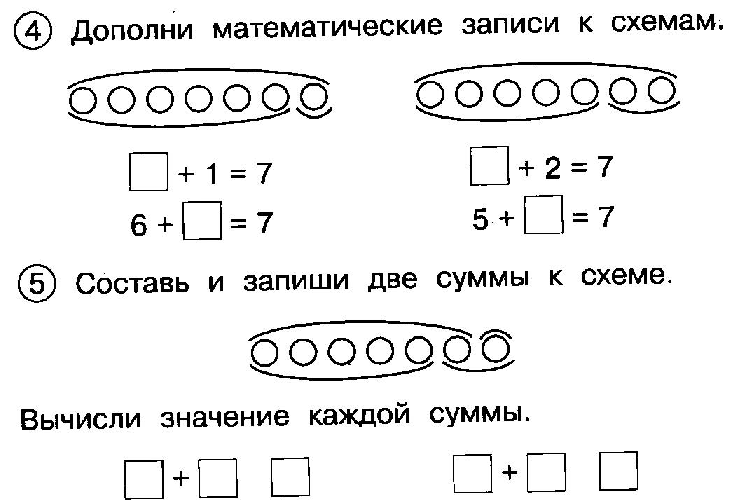 4 Дополни математические записи к схемам.
□ + 1 = 7 □ + 2 = 7
6 + □ = 7 5 + □ = 7
5 Составь и запиши две суммы к схеме.
Вычисли значение каждой суммы.
□ + □ □ □ + □ □